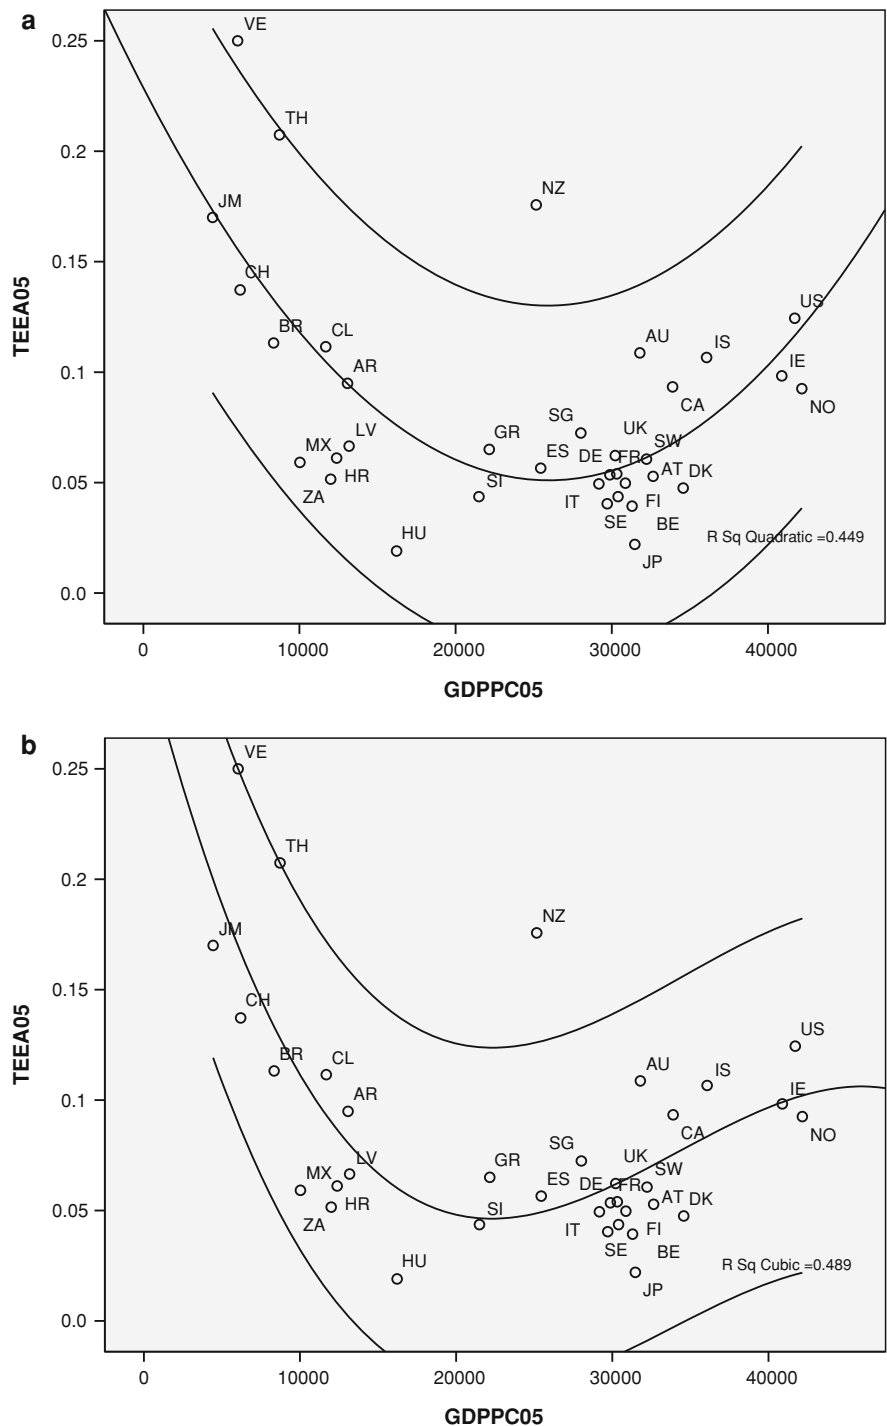 a
TEEA05
0.25
0.2
0.15
0.1
0.05
0.0
VE
TH
NZ
JM
CH
US
BR
CL
AU
IS
AR
IE
CA
NO
SG
UK
GR
LV
SW
MX
ES
DE
FR
AT
DK
HR
SI
IT
FI
ZA
SE
BE
HU
R Sq Quadratic =0.449
JP
0
10000
20000
30000
40000
GDPPC05
b
TEEA05
0.25
0.2
0.15
0.1
0.05
0.0
VE
TH
NZ
JM
CH
US
BR
CL
AU
IS
AR
IE
CA
NO
SG
UK
GR
LV
SW
MX
ES
DE
FR
AT
DK
HR
SI
IT
FI
ZA
SE
BE
HU
R Sq Cubic =0.489
JP
0
10000
20000
30000
40000
GDPPC05